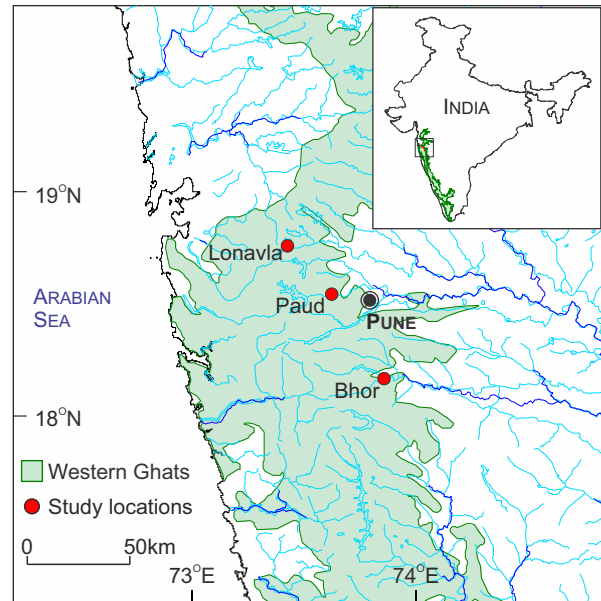 INDIA
19°N
Lonavla
ARABIAN
SEA
Paud
PUNE
Bhor
18°N
Western Ghats
Study locations
0
50km
73°E
74°E